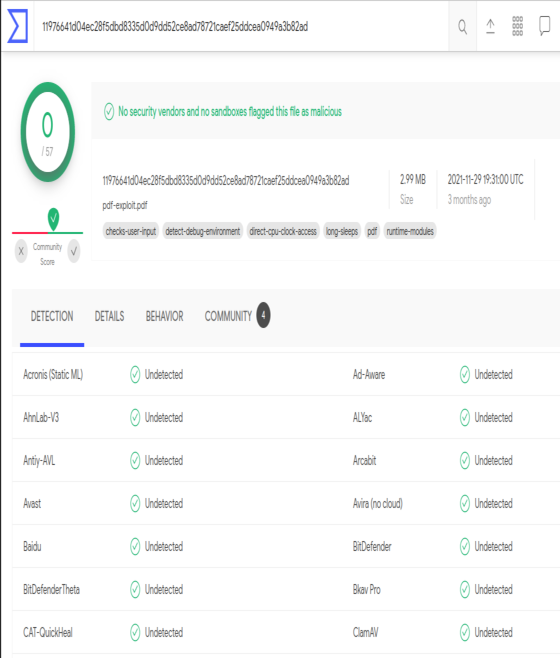 11976641d04ec28f5dbd8335d0d9dd52ce8ad78721caef25ddcea0949a3b82ad
0
/ 57
No security vendors and no sandboxes flagged this file as malicious
11976641d04ec28f5dbd8335d0d9dd52ce8ad78721caef25ddcea0949a3b82ad
pdf-exploit.pdf
2.99 MB
Size
2021-11-29 19:31:00 UTC
3 months ago
checks-user-input detect-debug-environment direct-cpu-clock-access long-sleeps pdf runtime-modules
Community
Score
DETECTION DETAILS BEHAVIOR COMMUNITY 4
Acronis (Static ML) Undetected Ad-Aware Undetected
AhnLab-V3 Undetected ALYac Undetected
Antiy-AVL Undetected Arcabit Undetected
Avast Undetected Avira (no cloud) Undetected
Baidu Undetected BitDefender Undetected
BitDefenderTheta Undetected Bkav Pro Undetected
CAT-QuickHeal Undetected ClamAV Undetected